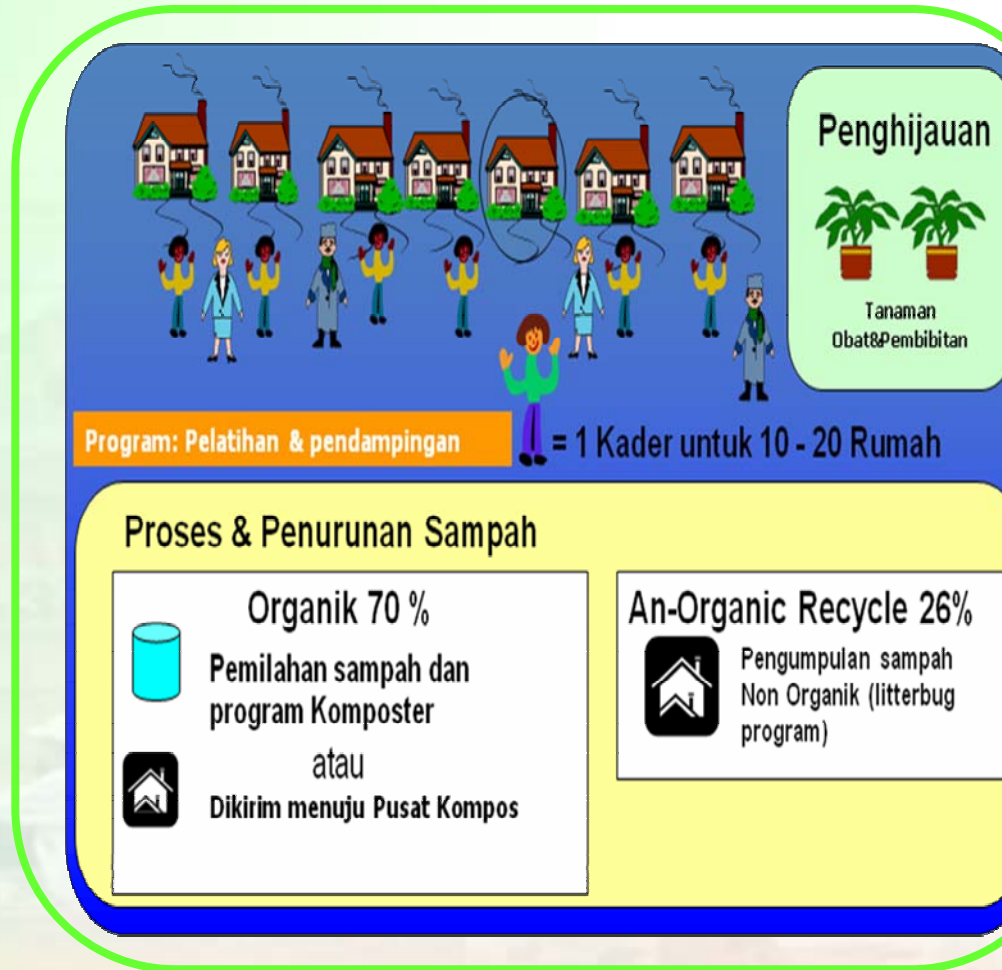 Penghijauan
Tanaman
Obat&Pembibitan
Program: Pelatihan & pendampingan
= 1 Kader untuk 10 - 20 Rumah
Proses & Penurunan Sampah
Organik 70 %
Pemilahan sampah dan
program Komposter
atau
Dikirim menuju Pusat Kompos
An-Organic Recycle 26%
Pengumpulan sampah
Non Organik (litterbug
program)